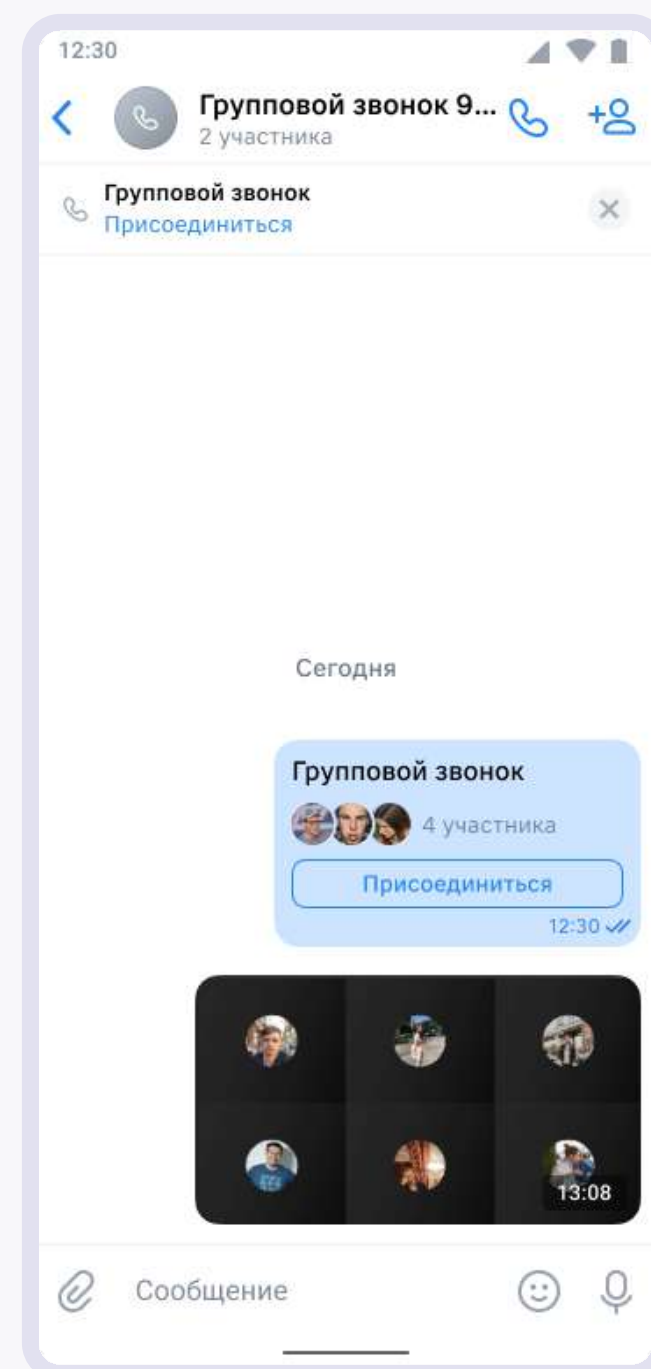 12:30
Групповой звонок 9...
2 участника
Групповой звонок
Присоединиться
Сегодня
Групповой звонок
4 участника
Присоединиться
12:30
13:08
Сообщение